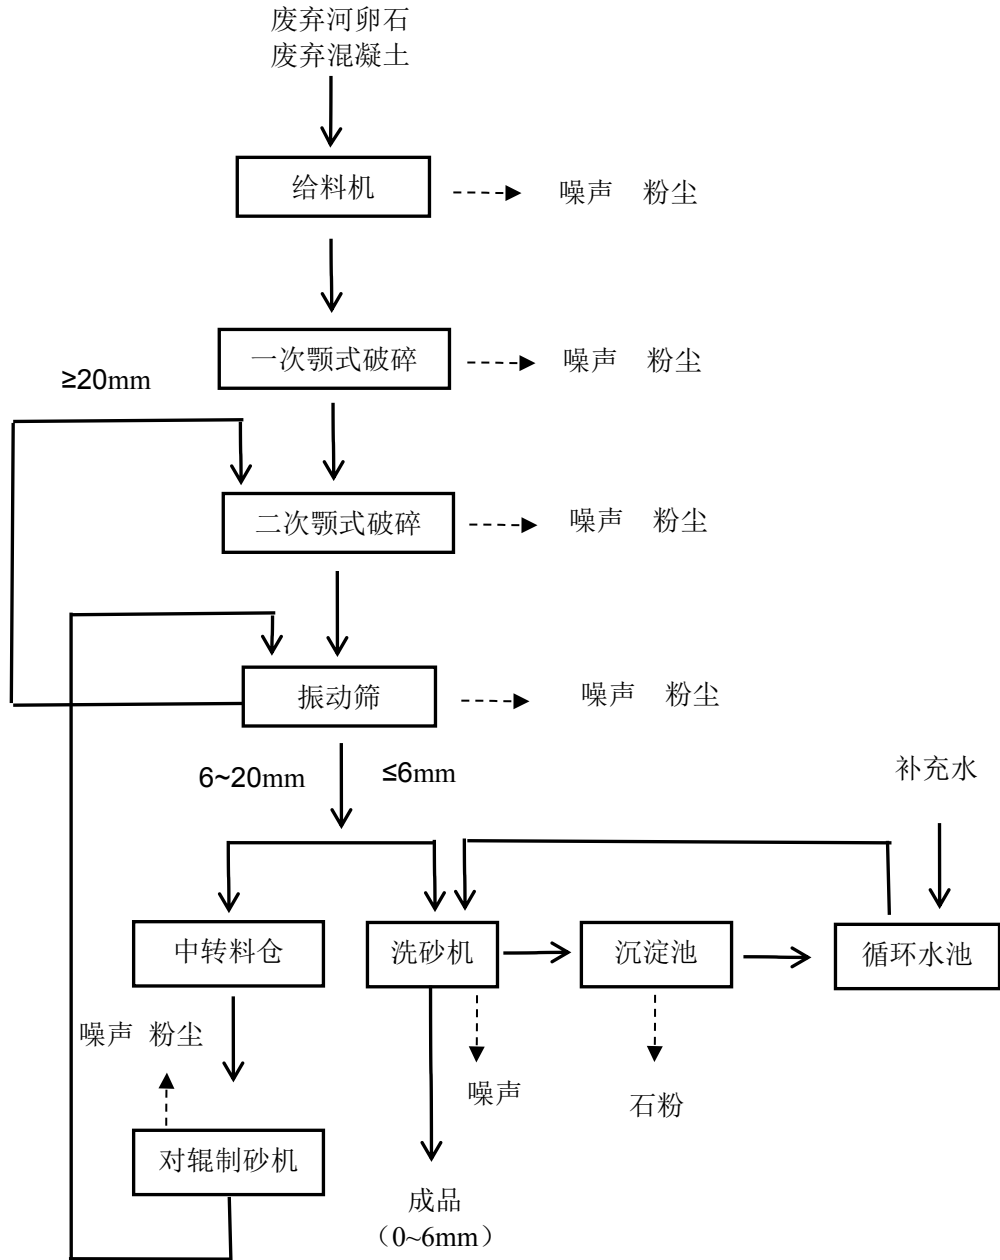 废弃河卵石
废弃混凝土
给料机
噪声 粉尘
一次颚式破碎
噪声 粉尘
≥20mm
二次颚式破碎
噪声 粉尘
振动筛
噪声 粉尘
6~20mm
≤6mm
补充水
中转料仓
洗砂机
沉淀池
循环水池
噪声 粉尘
噪声
石粉
对辊制砂机
成品
（0~6mm）